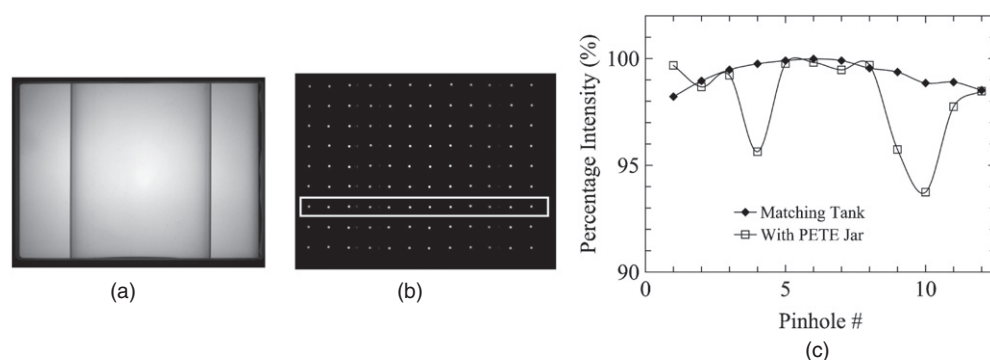 (a)
(b)
100
95
90
Percentage Intensity (%)
Matching Tank
With PETE Jar
0
5
10
Pinhole #
(c)